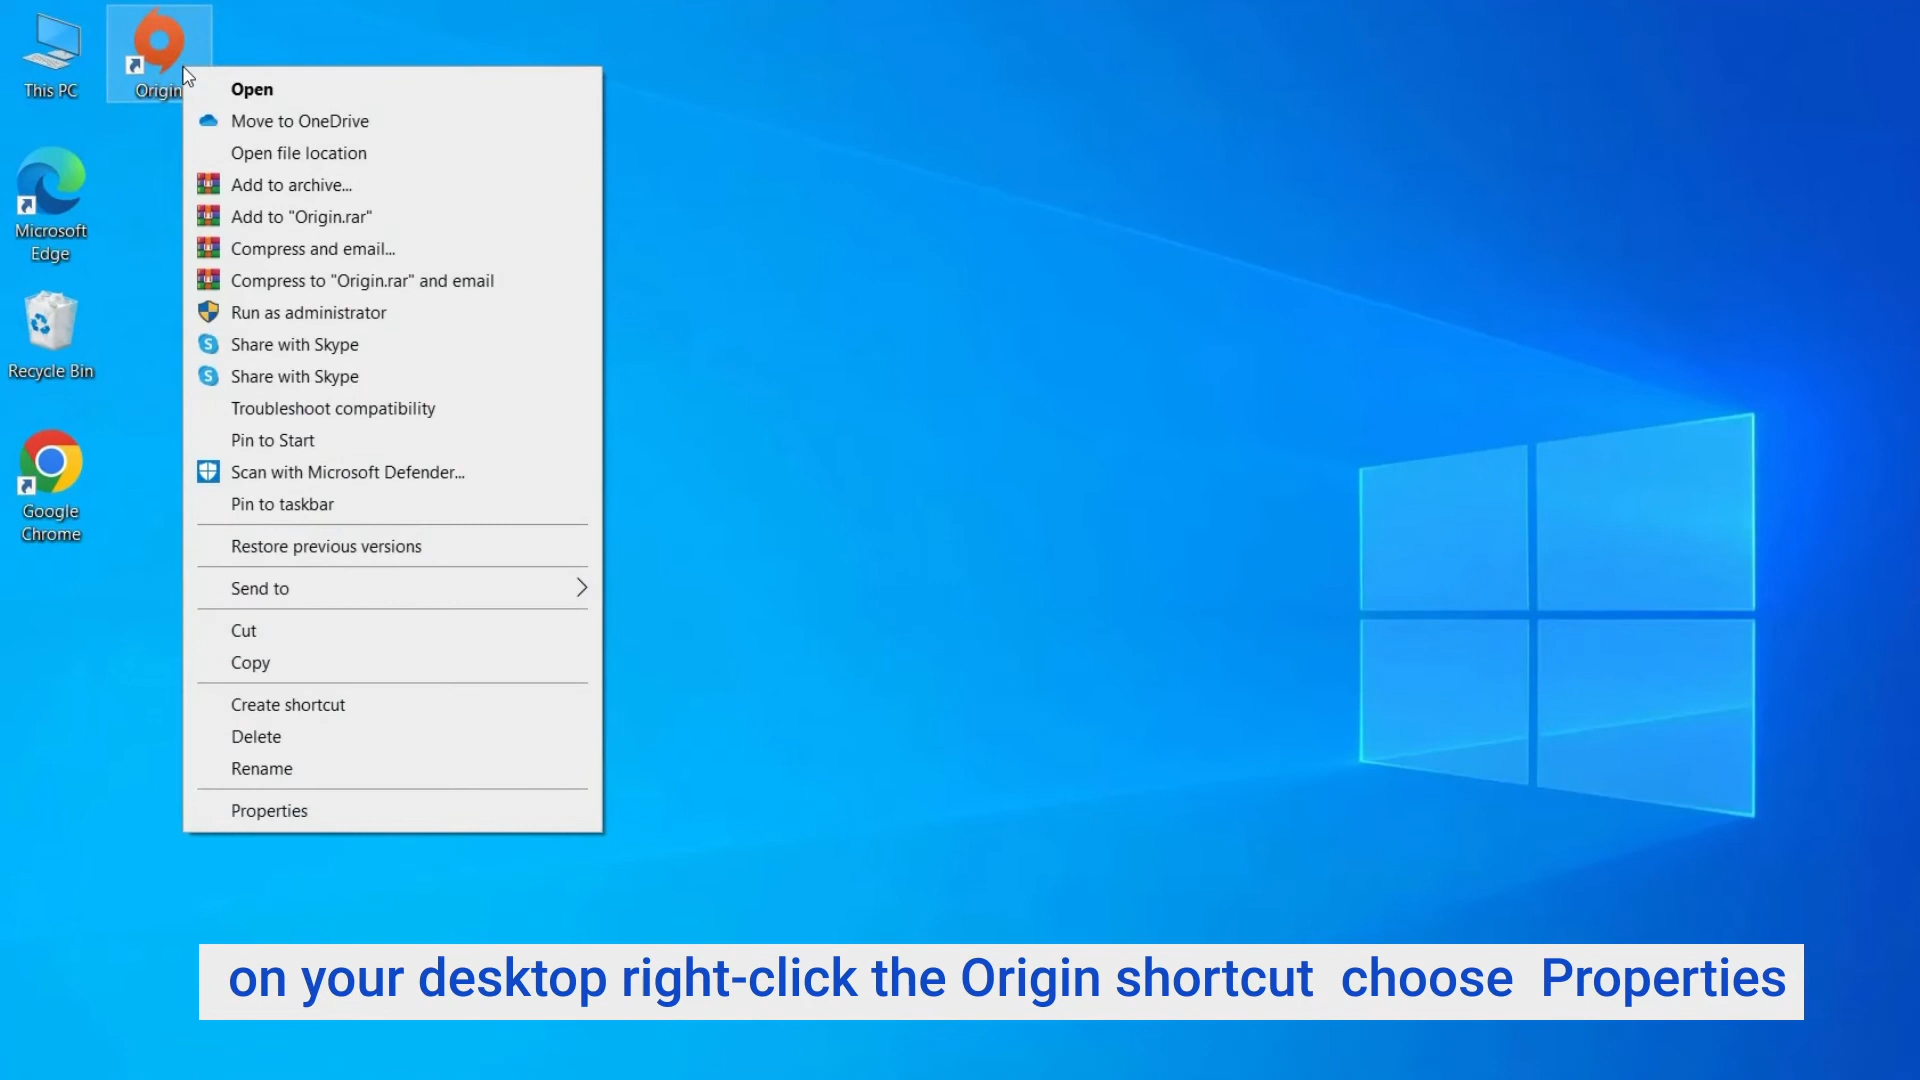 This PC
Origin
Microsoft
Edge
Recycle Bin
Google
Chrome
Open
Move to OneDrive
Open file location
Add to archive...
Add to "Origin.rar"
Compress and email...
Compress to "Origin.rar" and email
Run as administrator
Share with Skype
Share with Skype
Troubleshoot compatibility
Pin to Start
Scan with Microsoft Defender...
Pin to taskbar
Restore previous versions
Send to
Cut
Copy
Create shortcut
Delete
Rename
Properties
on your desktop right-click the Origin shortcut choose Properties